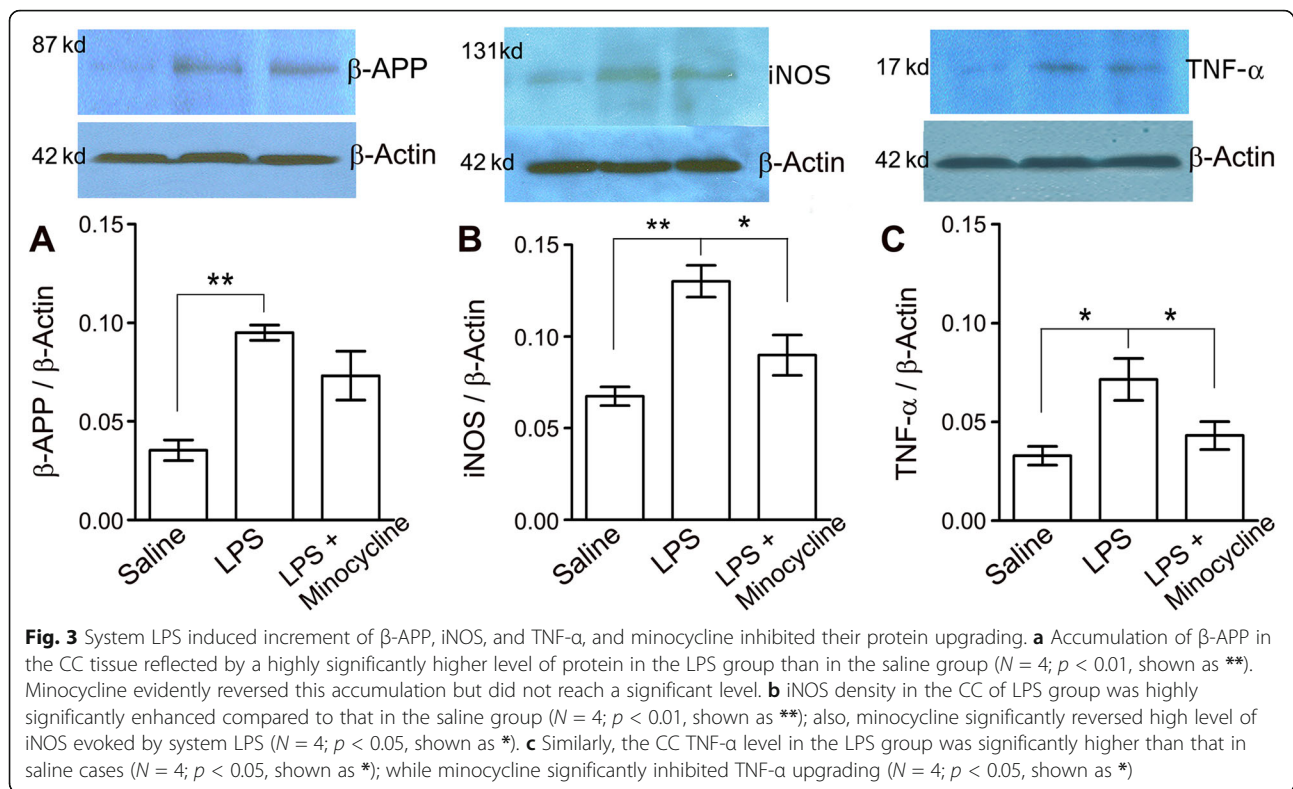 87 kd
β-APP
42 kd
β-Actin
131kd
iNOS
42 kd
β-Actin
17 kd
TNF-α
42 kd
β-Actin
A
β-APP / β-Actin
0.15
0.10
0.05
0.00
**
Saline
LPS
LPS +
Minocycline
B
iNOS / β-Actin
0.15
0.10
0.05
0.00
**
*
Saline
LPS
LPS +
Minocycline
C
TNF-α / β-Actin
0.15
0.10
0.05
0.00
*
*
Saline
LPS
LPS +
Minocycline
Fig. 3 System LPS induced increment of β-APP, iNOS, and TNF-α, and minocycline inhibited their protein upgrading. a Accumulation of β-APP in
the CC tissue reflected by a highly significantly higher level of protein in the LPS group than in the saline group (N = 4; p < 0.01, shown as **).
Minocycline evidently reversed this accumulation but did not reach a significant level. b iNOS density in the CC of LPS group was highly
significantly enhanced compared to that in the saline group (N = 4; p < 0.01, shown as **); also, minocycline significantly reversed high level of
iNOS evoked by system LPS (N = 4; p < 0.05, shown as *). c Similarly, the CC TNF-α level in the LPS group was significantly higher than that in
saline cases (N = 4; p < 0.05, shown as *); while minocycline significantly inhibited TNF-α upgrading (N = 4; p < 0.05, shown as *)